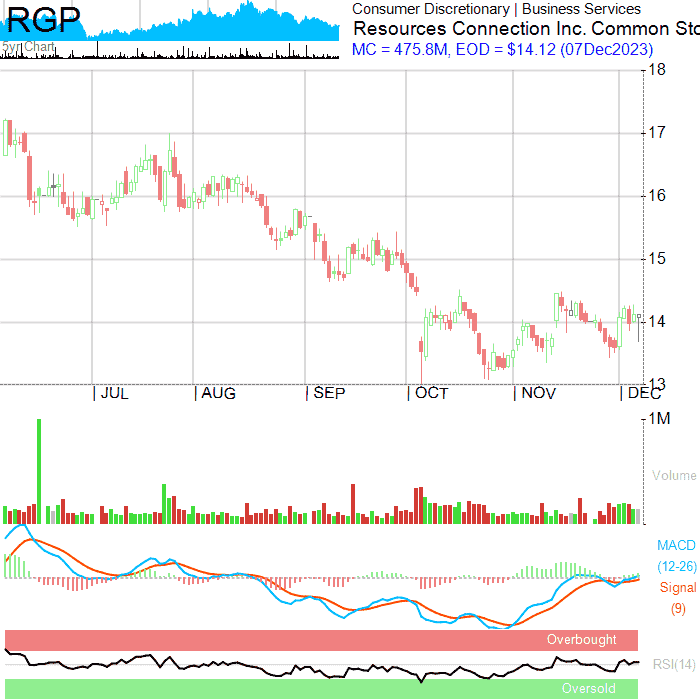 RGP
5yr Chart
Consumer Discretionary | Business Services
Resources Connection Inc. Common Sto
MC = 475.8M, EOD = $14.12 (07Dec2023)
18
17
16
15
14
13
JUL
AUG
SEP
OCT
NOV
DEC
1M
Volume
MACD
(12-26)
Signal
(9)
Overbought
RSI(14)
Oversold